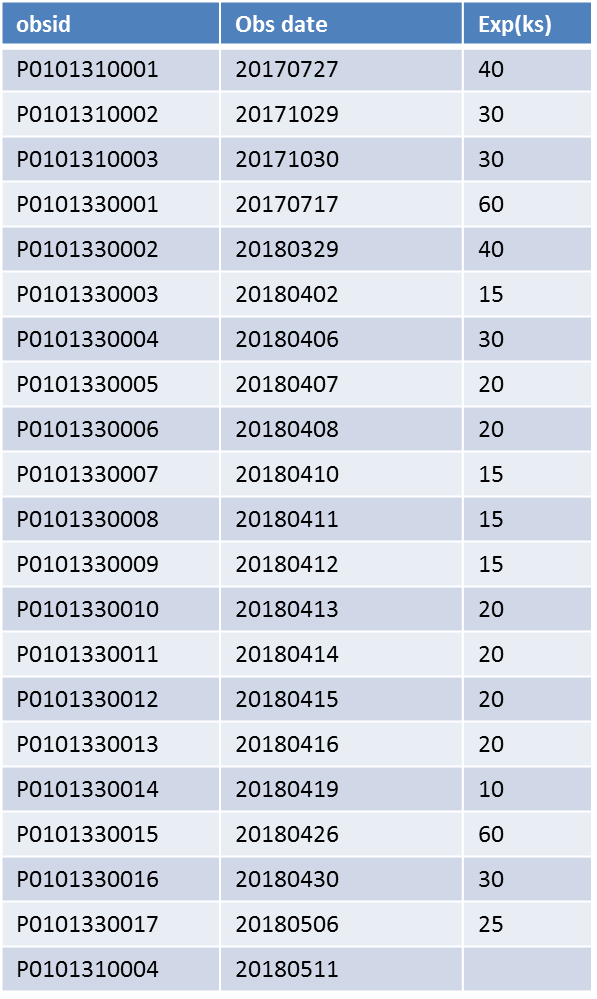 obsid Obs date Exp(ks)
P0101310001 20170727 40
P0101310002 20171029 30
P0101310003 20171030 30
P0101330001 20170717 60
P0101330002 20180329 40
P0101330003 20180402 15
P0101330004 20180406 30
P0101330005 20180407 20
P0101330006 20180408 20
P0101330007 20180410 15
P0101330008 20180411 15
P0101330009 20180412 15
P0101330010 20180413 20
P0101330011 20180414 20
P0101330012 20180415 20
P0101330013 20180416 20
P0101330014 20180419 10
P0101330015 20180426 60
P0101330016 20180430 30
P0101330017 20180506 25
P0101310004 20180511